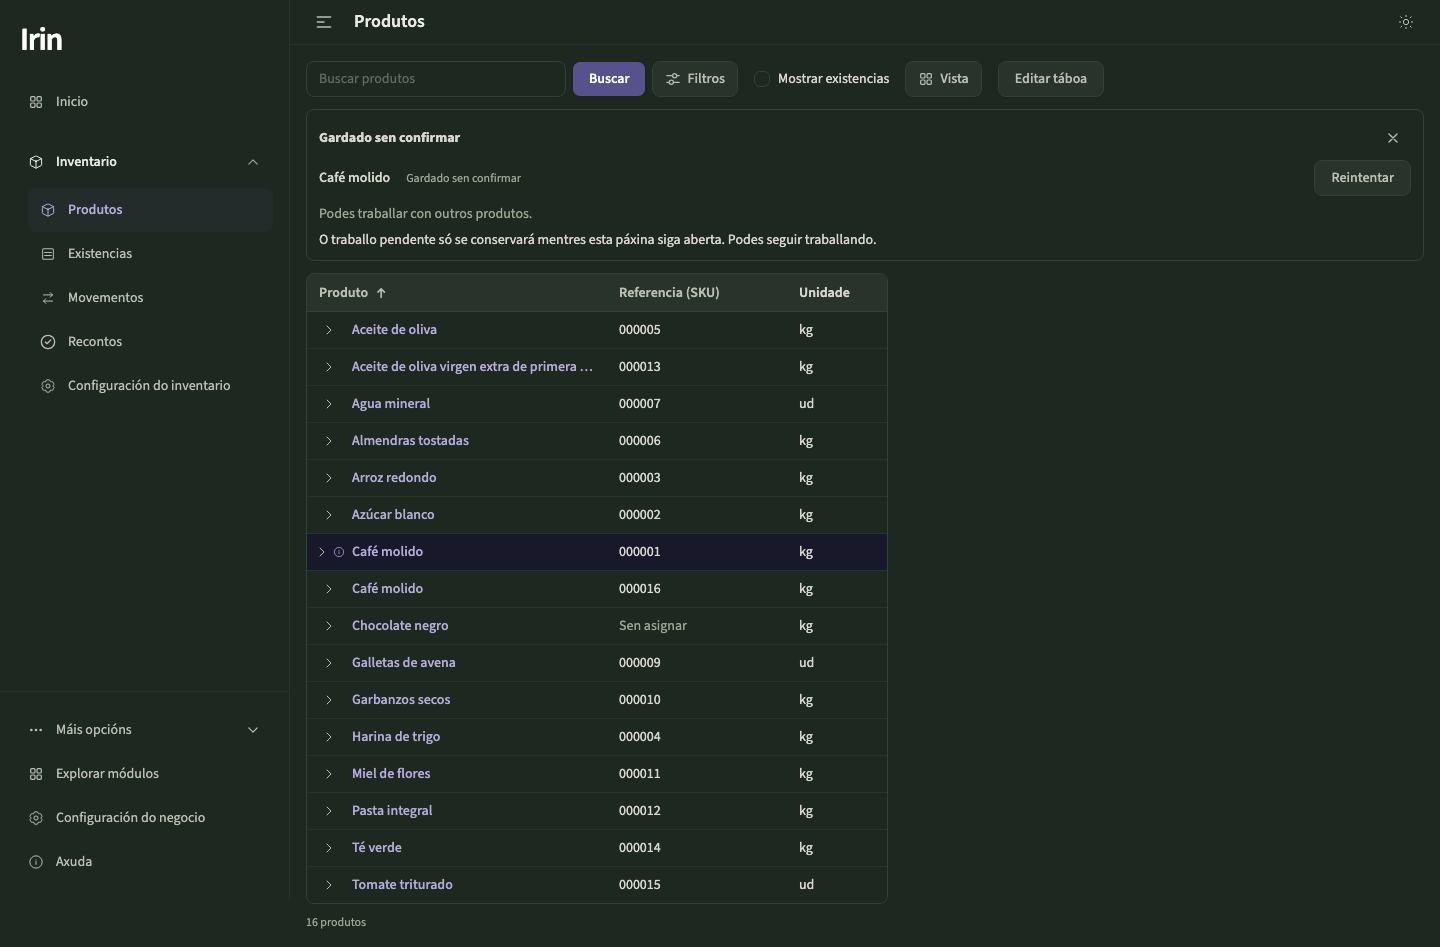 Irin
Inicio
Inventario
Produtos
Existencias
Movementos
Recontos
Configuración do inventario
Máis opcións
Explorar módulos
Configuración do negocio
Axuda
Produtos
Buscar produtos
Buscar
Filtros
Mostrar existencias
Vista
Editar táboa
Gardado sen confirmar
Café molido Gardado sen confirmar
Reintentar
Podes traballar con outros produtos.
O traballo pendente só se conservará mentres esta páxina siga aberta. Podes seguir traballando.
Produto Referencia (SKU) Unidade
Aceite de oliva 000005 kg
Aceite de oliva virgen extra de primera ... 000013 kg
Agua mineral 000007 ud
Almendras tostadas 000006 kg
Arroz redondo 000003 kg
Azúcar blanco 000002 kg
Café molido 000001 kg
Café molido 000016 kg
Chocolate negro Sen asignar kg
Galletas de avena 000009 ud
Garbanzos secos 000010 kg
Harina de trigo 000004 kg
Miel de flores 000011 kg
Pasta integral 000012 kg
Té verde 000014 kg
Tomate triturado 000015 ud
16 produtos